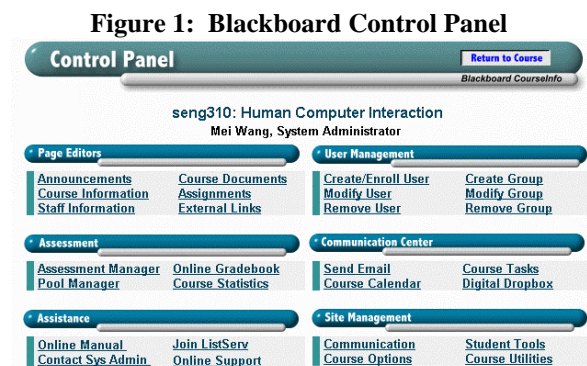 Figure 1: Blackboard Control Panel
Control Panel
Return to Course
Blackboard CourseInfo
seng310: Human Computer Interaction
Mei Wang, System Administrator
Page Editors
Announcements Course Documents
Course Information Assignments
Staff Information External Links
User Management
Create/Enroll User Create Group
Modify User Modify Group
Remove User Remove Group
Assessment
Assessment Manager Online Gradebook
Pool Manager Course Statistics
Communication Center
Send Email Course Tasks
Course Calendar Digital Dropbox
Assistance
Online Manual Join ListServ
Contact Sys Admin Online Support
Site Management
Communication Student Tools
Course Options Course Utilities